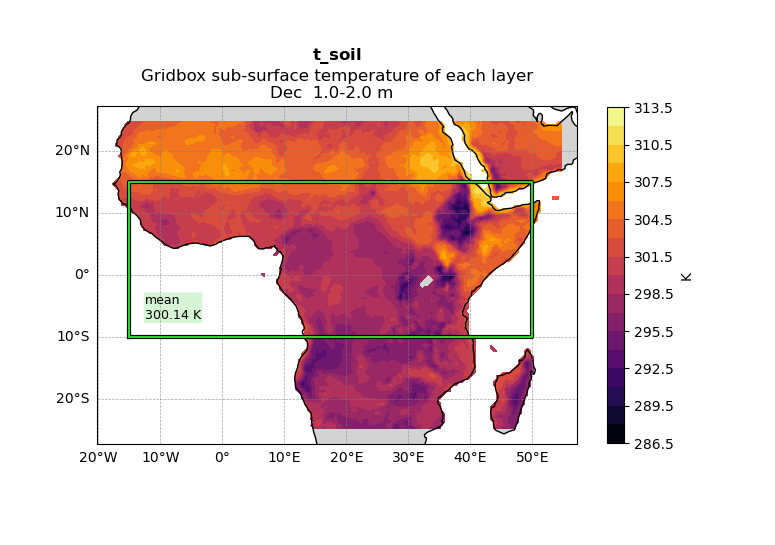 t_soil
Gridbox sub-surface temperature of each layer
Dec  1.0-2.0 m
20°N
10°N
0°
10°S
20°S
mean
300.14 K
20°W
10°W
0°
10°E
20°E
30°E
40°E
50°E
313.5
310.5
307.5
304.5
301.5
298.5
295.5
292.5
289.5
286.5
K